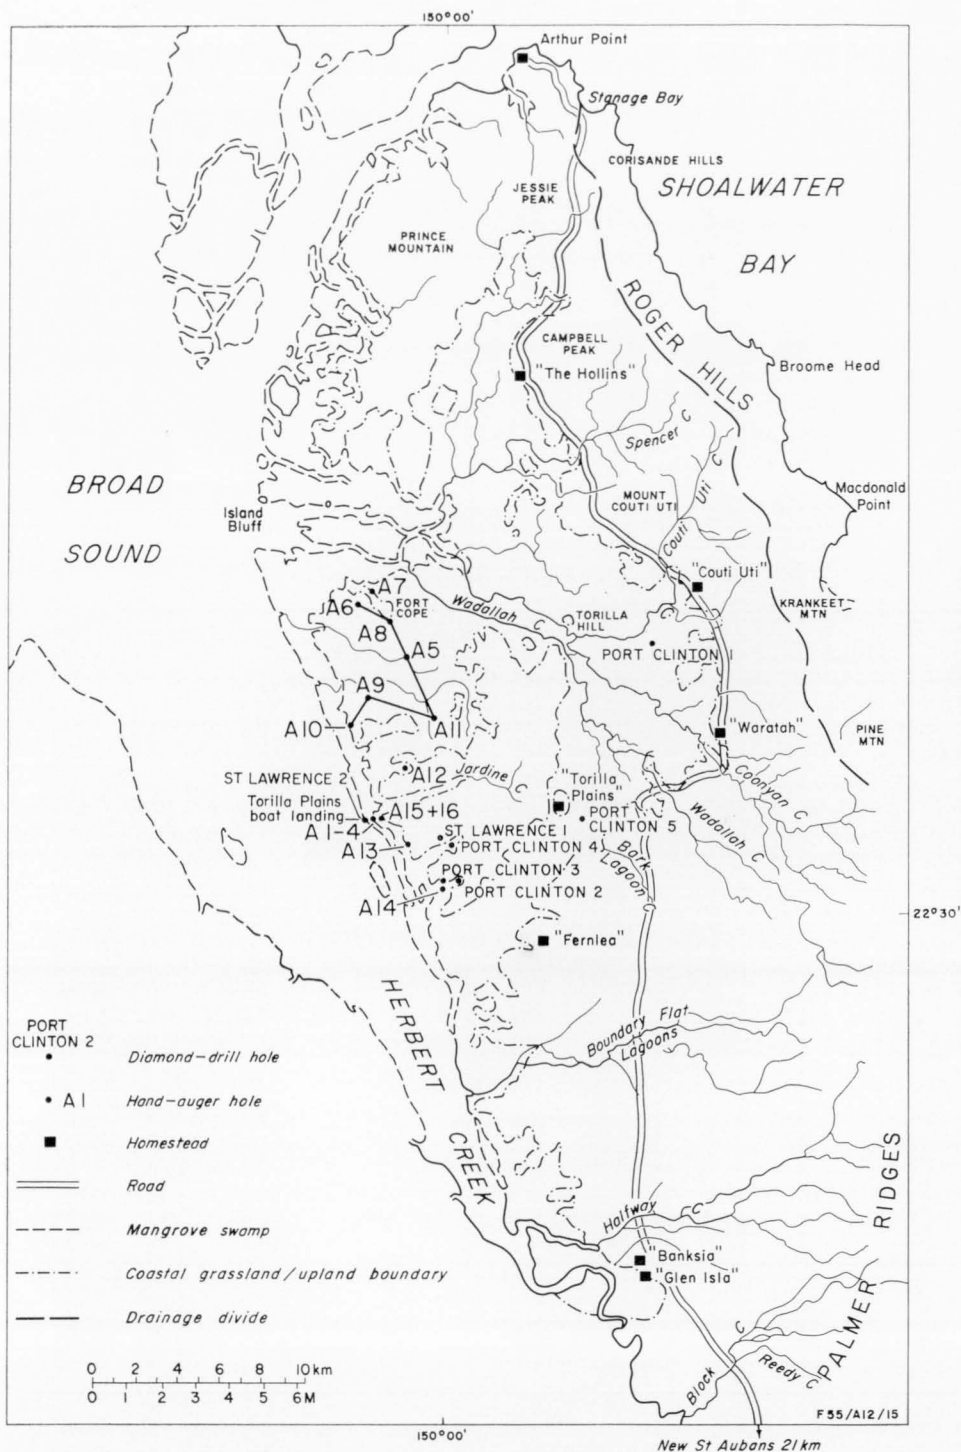 150°00'
Arthur Point
Stanage Bay
CORISANDE HILLS
SHOALWATER
BAY
JESSIE
PEAK
PRINCE
MOUNTAIN
ROGER HILLS
CAMPBELL
PEAK
"The Hollins"
Broome Head
Spencer C
BROAD
SOUND
Island
Bluff
MOUNT
COUTI UTI
Couti Uti C
Macdonald
Point
"Couti Uti"
A7
A6
FORT
COPE
A8
Wadallah C
TORILLA
HILL
KRANKEET
MTN
PORT CLINTON 1
A5
A9
A10
A11
"Waratah"
PINE
MTN
A12
Jardine C
Coonyan C
ST LAWRENCE 2
Torilla Plains
boat landing
"Torilla
Plains"
A15+16
A1-4
PORT
CLINTON 5
Wadallah C
ST LAWRENCE 1
A13
PORT CLINTON 4
Bark
Lagoon
PORT CLINTON 3
PORT CLINTON 2
A14
22°30'
"Fernlea"
HERBERT
CREEK
Boundary Flat
Lagoons
PORT
CLINTON 2
Diamond-drill hole
A1 Hand-auger hole
Homestead
Road
Mangrove swamp
Coastal grassland/upland boundary
Drainage divide
Halfway C
"Banksia"
"Glen Isla"
PALMER RIDGES
Block C
Reedy C
0 2 4 6 8 10km
0 1 2 3 4 5 6M
F55/A12/15
150°00'
New St Aubans 21km